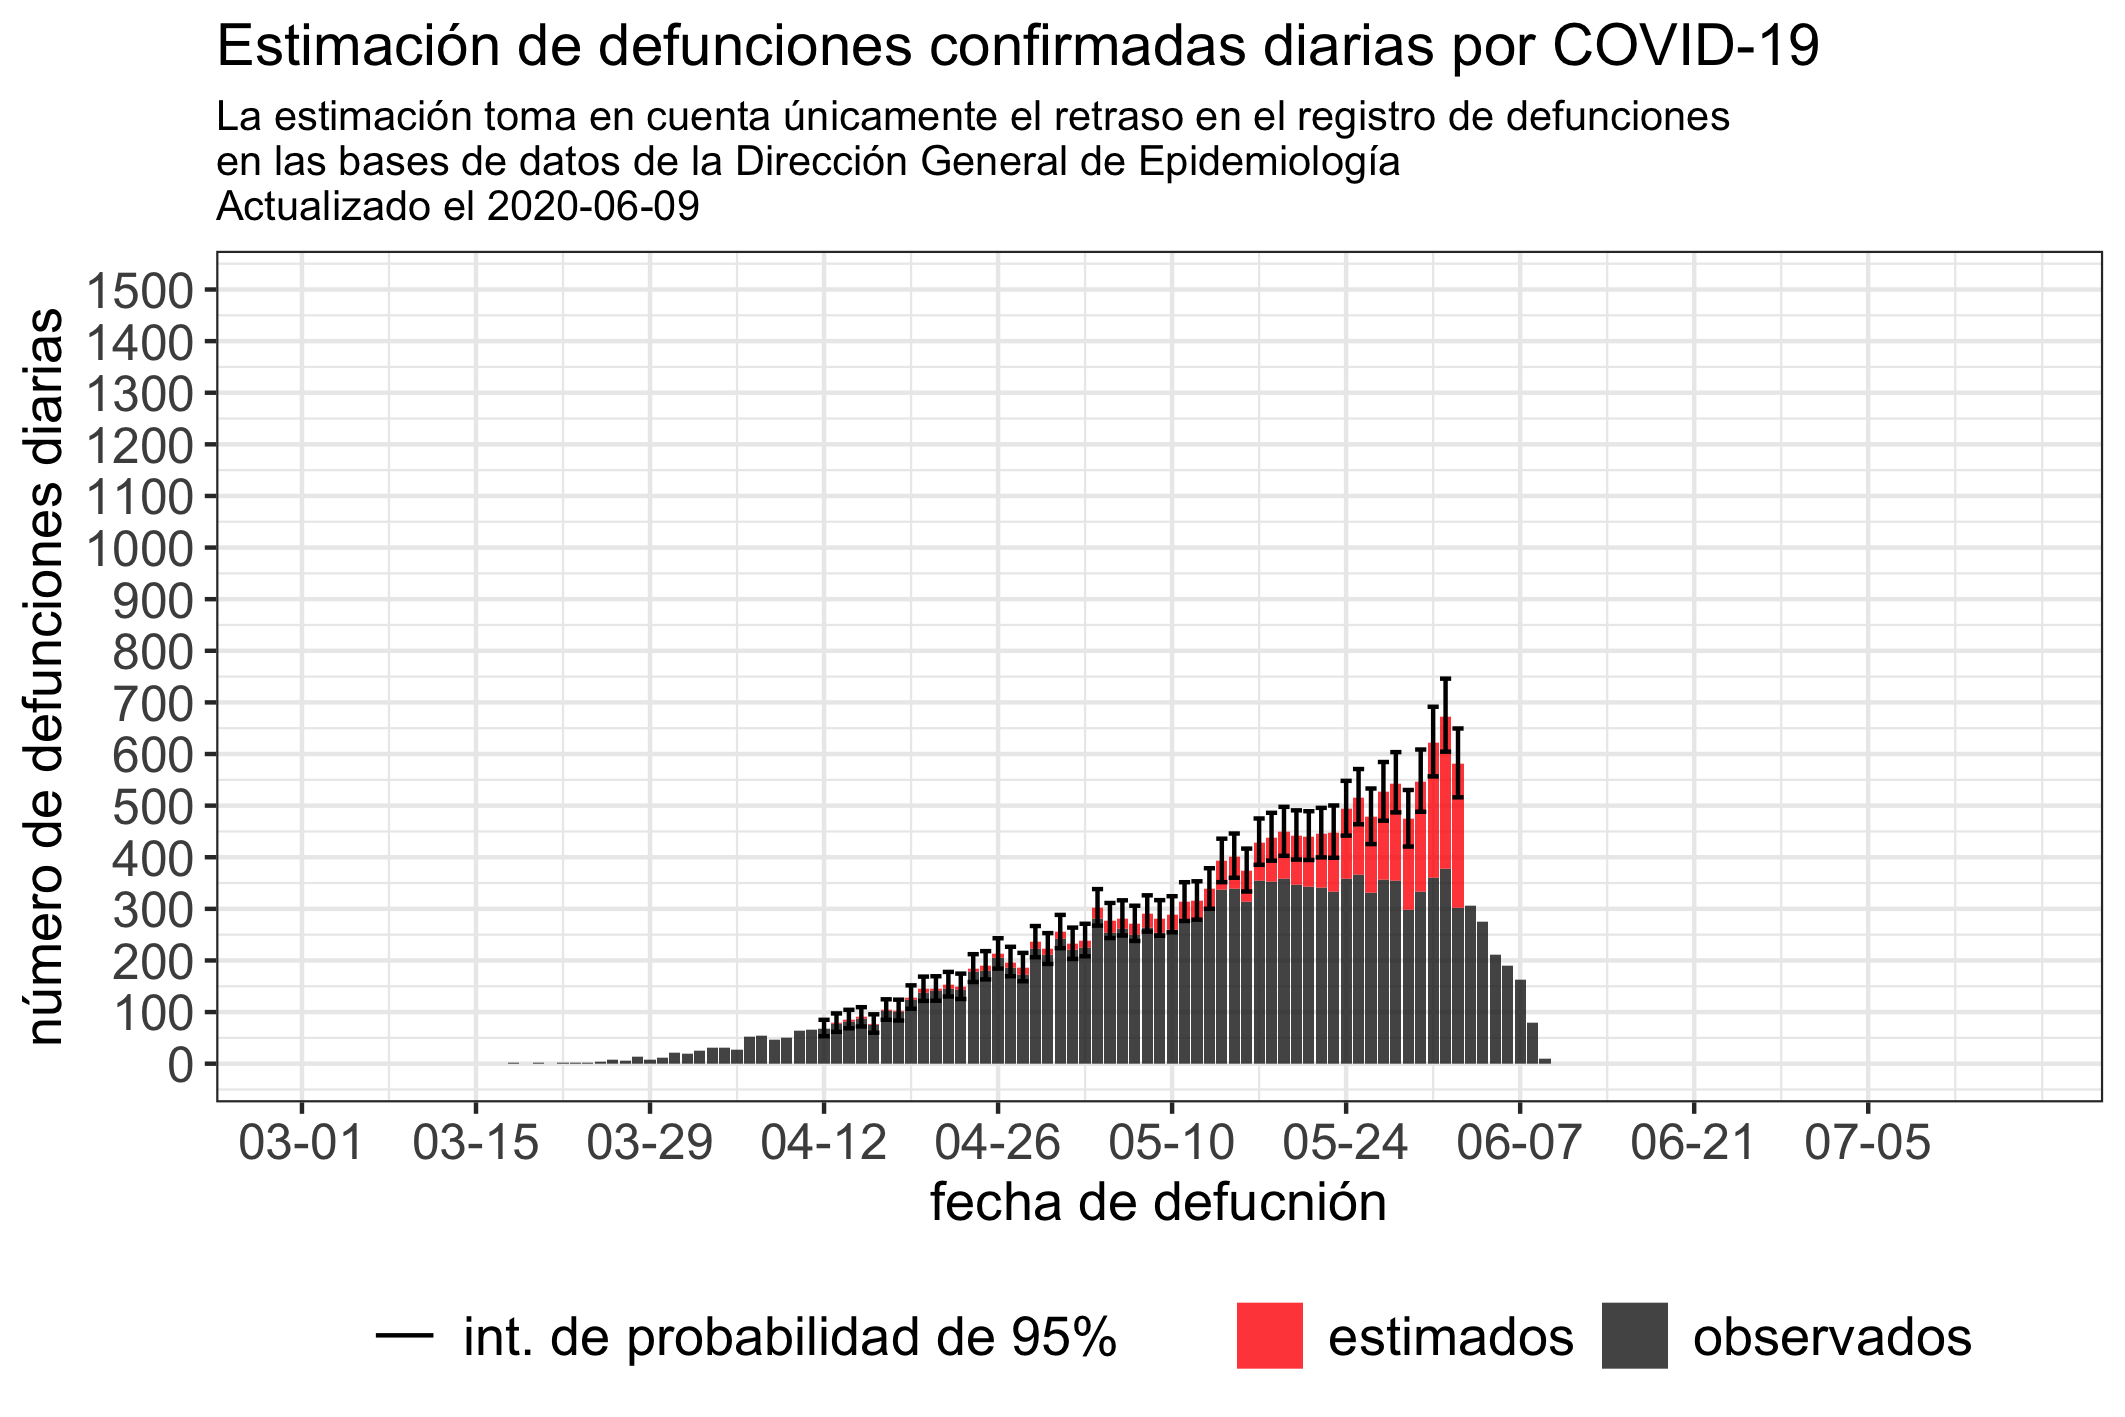 Estimación de defunciones confirmadas diarias por COVID-19
La estimación toma en cuenta únicamente el retraso en el registro de defunciones
en las bases de datos de la Dirección General de Epidemiología
Actualizado el 2020-06-09
número de defunciones diarias
1500
1400
1300
1200
1100
1000
900
800
700
600
500
400
300
200
100
0
03-01 03-15 03-29 04-12 04-26 05-10 05-24 06-07 06-21 07-05
fecha de defucnión
int. de probabilidad de 95% estimados observados